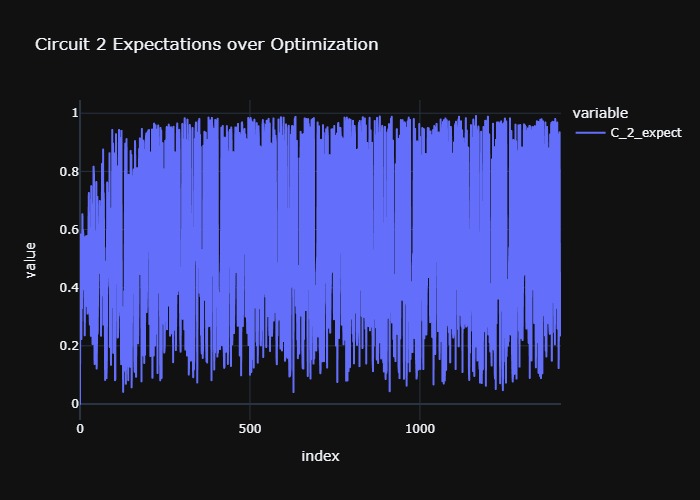 Circuit 2 Expectations over Optimization
variable
C_2_expect
1
0.8
0.6
0.4
0.2
0
value
0
500
1000
index